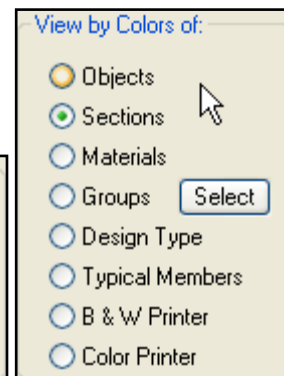 View by Colors of:
Objects
Sections
Materials
Groups Select
Design Type
Typical Members
B & W Printer
Color Printer